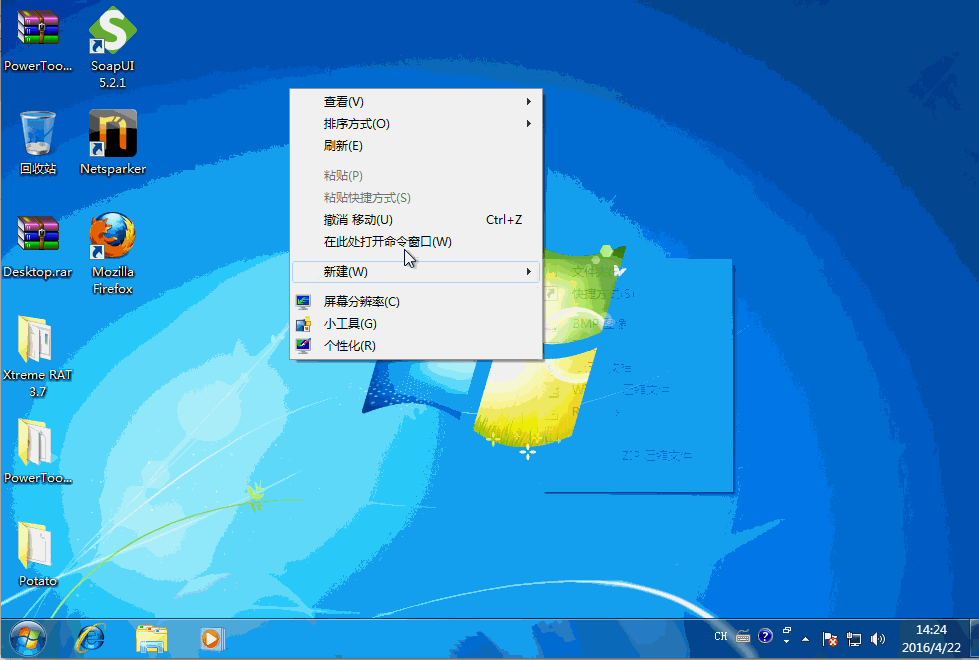 PowerToo...
SoapUI
5.2.1
回收站
Netsparker
Desktop.rar
Mozilla
Firefox
Xtreme RAT
3.7
PowerToo...
Potato
查看(V)
排序方式(O)
刷新(E)
粘贴(P)
粘贴快捷方式(S)
撤消 移动(U) Ctrl+Z
在此处打开命令窗口(W)
新建(W)
屏幕分辨率(C)
小工具(G)
个性化(R)
快捷方式(S)
BMP 图像
压缩文件
ZIP 压缩文件
CH
14:24
2016/4/22